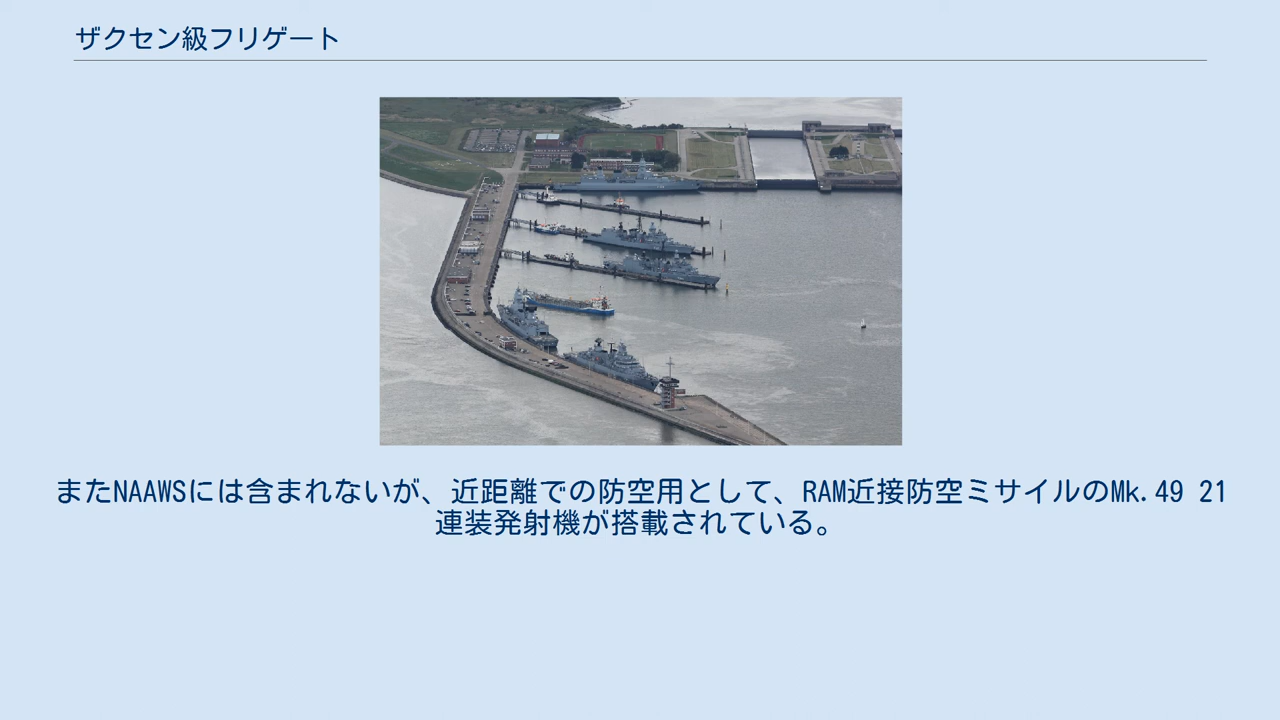 ザクセン級フリゲート
またNAAWSには含まれないが、近距離での防空用として、RAM近接防空ミサイルのMk.49 21
連装発射機が搭載されている。